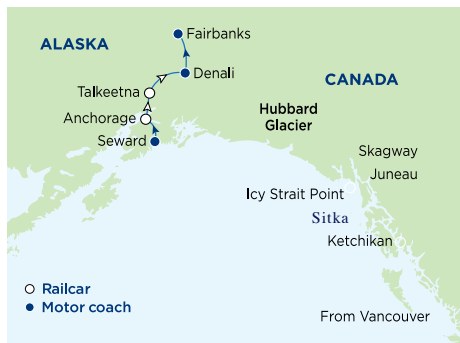 Fairbanks
ALASKA
Denali
CANADA
Talkeetna
Hubbard
Glacier
Anchorage
Seward
Skagway
Juneau
Icy Strait Point
Sitka
Ketchikan
Railcar
Motor coach
From Vancouver